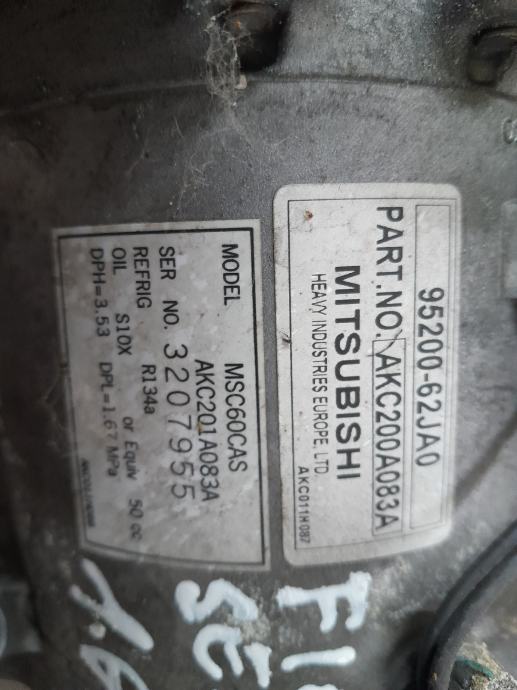 95200-62JA0
PART.NO. AKC200A083A
MITSUBISHI
HEAVY INDUSTRIES EUROPE, LTD.
AKC011H087
MODEL MSC60CAS
AKC201A083A
SER NO. 3207955
REFRIG R134a
OIL S10X or Equiv 50 cc
DPH=3.53 DPL=1.67 MPa